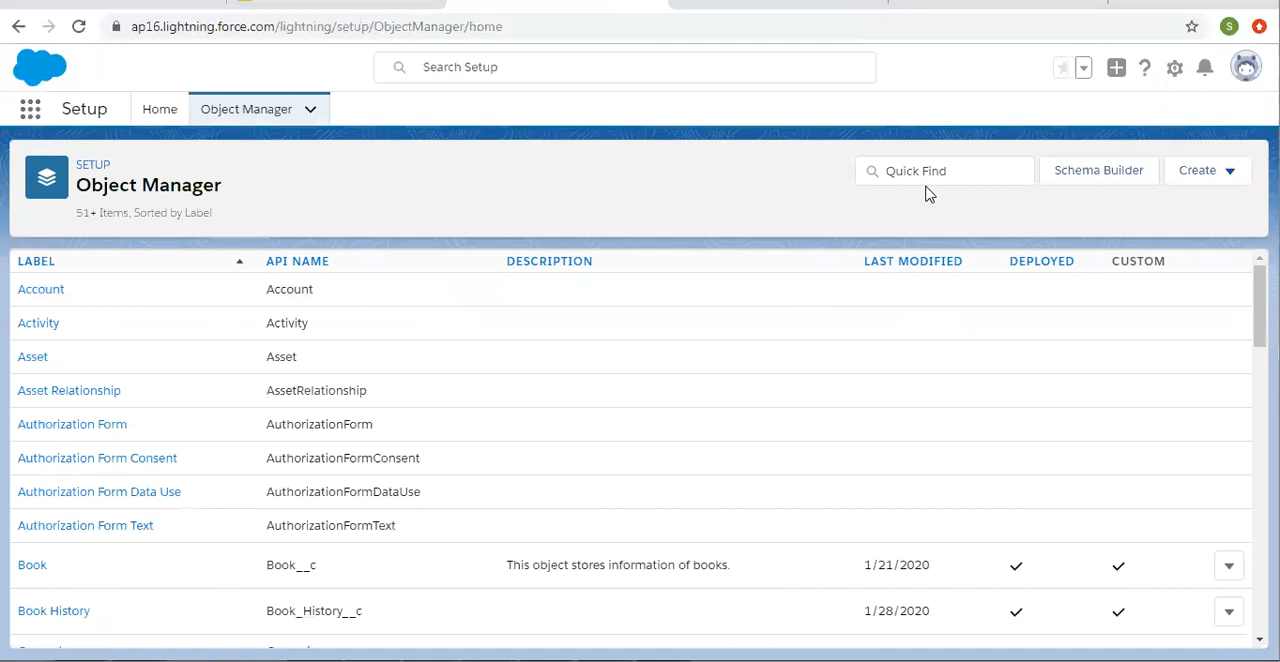 ap16.lightning.force.com/lightning/setup/ObjectManager/home
S
Search Setup
Setup
Home
Object Manager
SETUP
Object Manager
51+ Items, Sorted by Label
Quick Find
Schema Builder
Create
LABEL API NAME DESCRIPTION LAST MODIFIED DEPLOYED CUSTOM
Account Account
Activity Activity
Asset Asset
Asset Relationship AssetRelationship
Authorization Form AuthorizationForm
Authorization Form Consent AuthorizationFormConsent
Authorization Form Data Use AuthorizationFormDataUse
Authorization Form Text AuthorizationFormText
Book Book__c This object stores information of books. 1/21/2020
Book History Book_History__c 1/28/2020